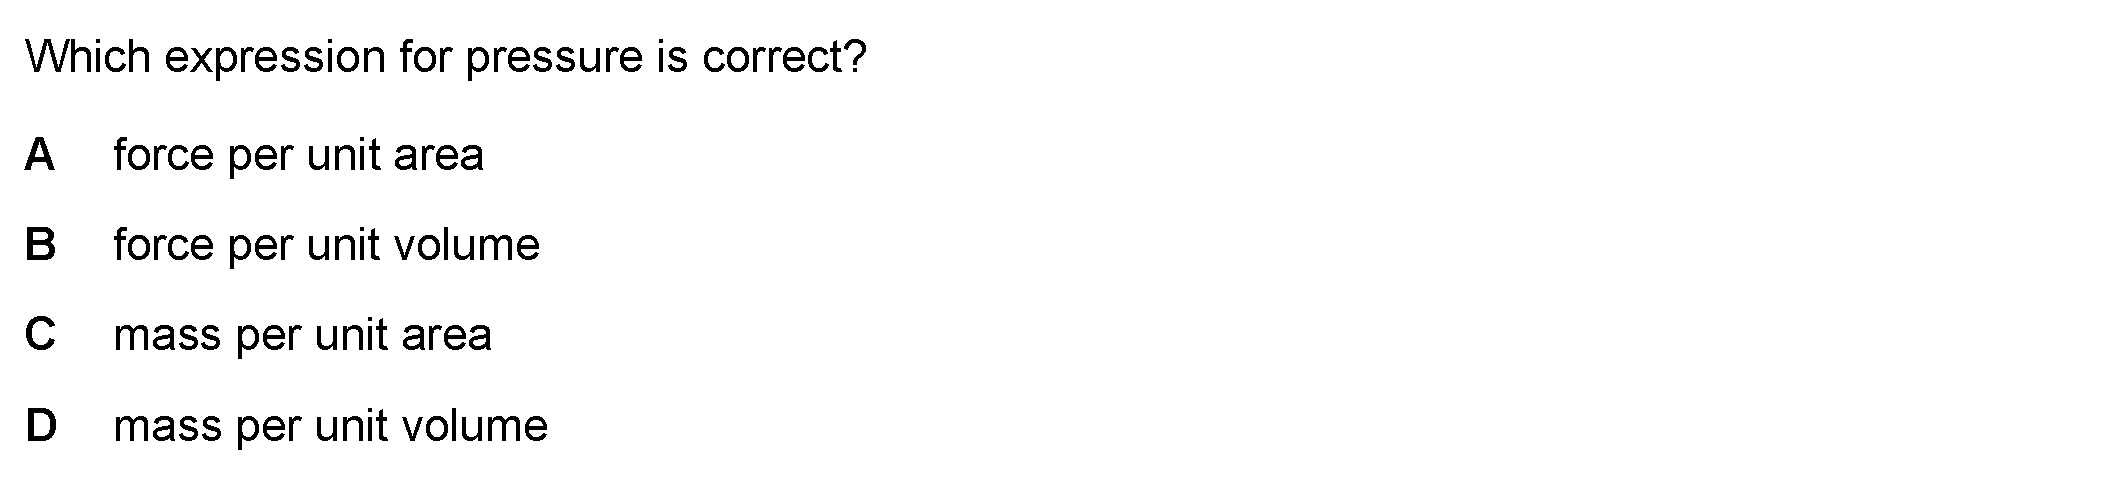 Which expression for pressure is correct?
A force per unit area
B force per unit volume
C mass per unit area
D mass per unit volume